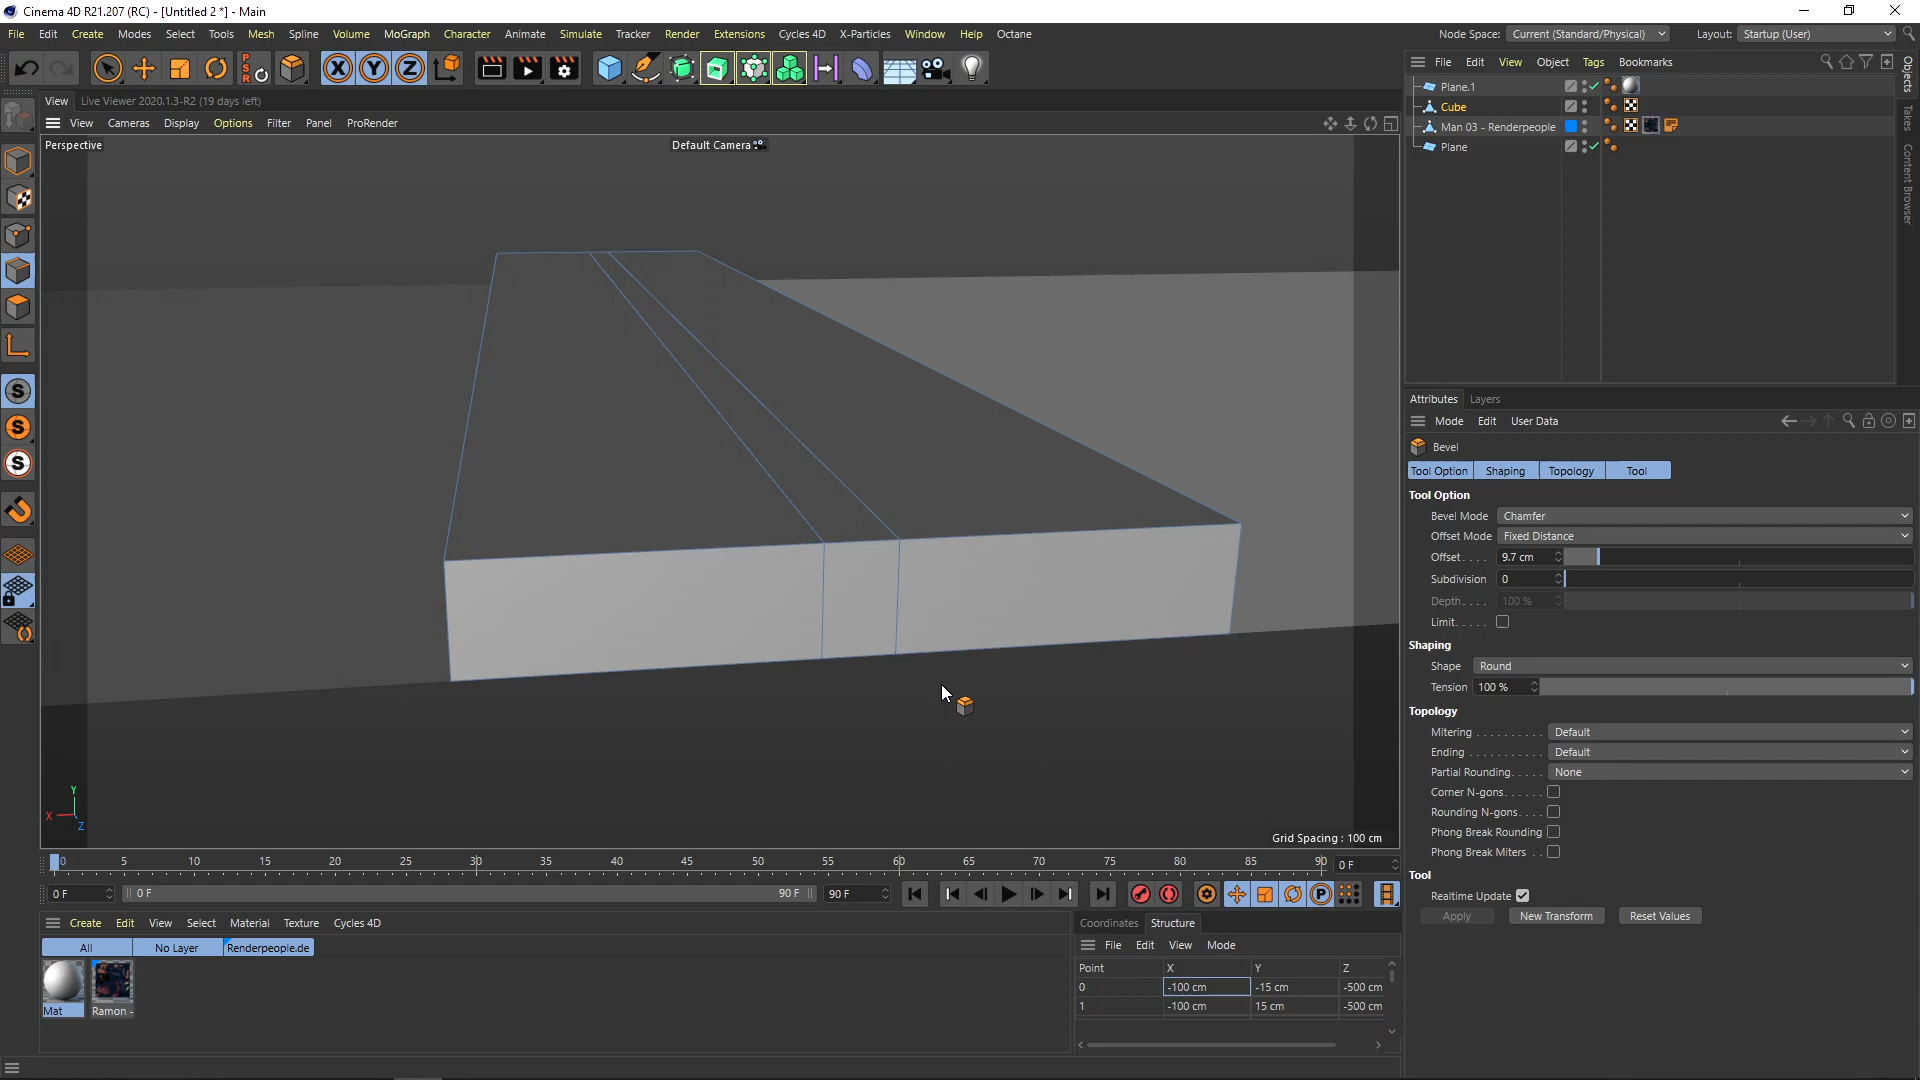 Cinema 4D R21.207 (RC) - [Untitled 2 *] - Main
File Edit Create Modes Select Tools Mesh Spline Volume MoGraph Character Animate Simulate Tracker Render Extensions Cycles 4D X-Particles Window Help Octane
Node Space: Current (Standard/Physical) Layout: Startup (User)
PSR X Y Z
File Edit View Object Tags Bookmarks
Objects
Takes
Content Browser
View Live Viewer 2020.1.3-R2 (19 days left)
View Cameras Display Options Filter Panel ProRender
Perspective
Default Camera
Plane.1
Cube
Man 03 - Renderpeople
Plane
S
S
S
Y
X
Z
Grid Spacing : 100 cm
Attributes Layers
Mode Edit User Data
Bevel
Tool Option Shaping Topology Tool
Tool Option
Bevel Mode Chamfer
Offset Mode Fixed Distance
Offset. . . . 9.7 cm
Subdivision 0
Depth. . . . 100 %
Limit. . . . .
Shaping
Shape Round
Tension 100 %
Topology
Mitering . . . . . . . . . . Default
Ending . . . . . . . . . . . Default
Partial Rounding. . . . . None
Corner N-gons. . . . . .
Rounding N-gons. . . .
Phong Break Rounding
Phong Break Miters . .
Tool
Realtime Update
Apply New Transform Reset Values
0 5 10 15 20 25 30 35 40 45 50 55 60 65 70 75 80 85 90 0 F
0 F 0 F 90 F 90 F
P
Create Edit View Select Material Texture Cycles 4D
All No Layer Renderpeople.de
Mat Ramon -
Coordinates Structure
File Edit View Mode
Point X Y Z
0 -100 cm -15 cm -500 cm
1 -100 cm 15 cm -500 cm